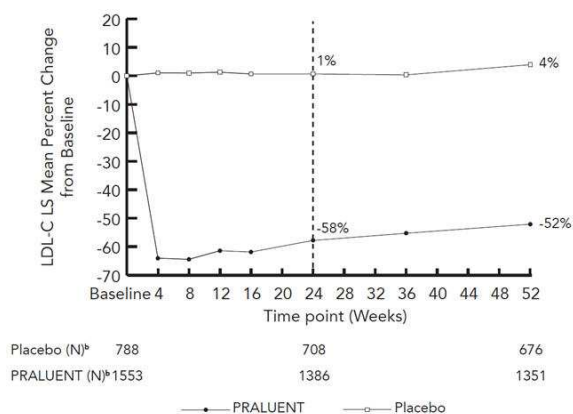 20
10
0
-10
-20
-30
-40
-50
-60
-70
LDL-C LS Mean Percent Change
from Baseline
1%
4%
-58%
-52%
Baseline 4 8 12 16 20 24 28 32 36 40 44 48 52
Time point (Weeks)
Placebo (N)ᵇ 788 708 676
PRALUENT (N)ᵇ 1553 1386 1351
PRALUENT Placebo